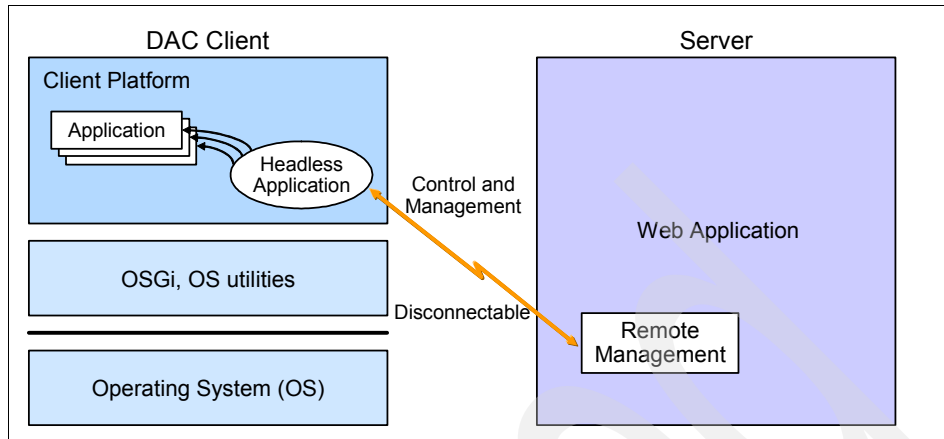 DAC Client
Server
Client Platform
Application
Headless
Application
Control and
Management
Web Application
OSGi, OS utilities
Disconnectable
Remote
Management
Operating System (OS)